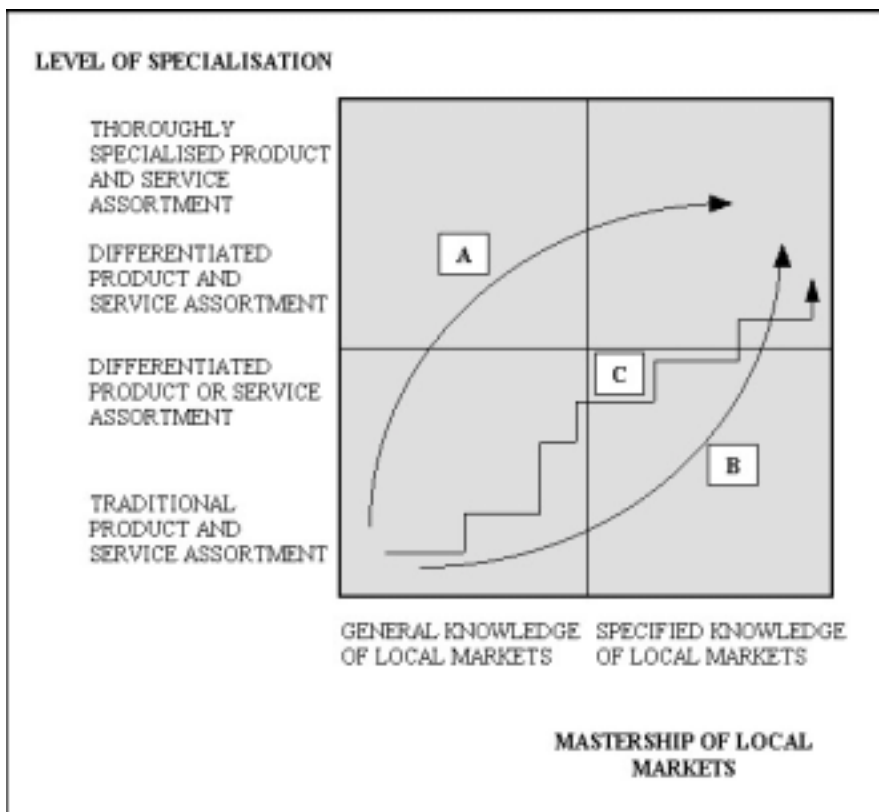 LEVEL OF SPECIALISATION
THOROUGHLY
SPECIALISED PRODUCT
AND SERVICE
ASSORTMENT
DIFFERENTIATED
PRODUCT AND
SERVICE ASSORTMENT
DIFFERENTIATED
PRODUCT OR SERVICE
ASSORTMENT
TRADITIONAL
PRODUCT AND
SERVICE ASSORTMENT
A
C
B
GENERAL KNOWLEDGE
OF LOCAL MARKETS
SPECIFIED KNOWLEDGE
OF LOCAL MARKETS
MASTERSHIP OF LOCAL
MARKETS